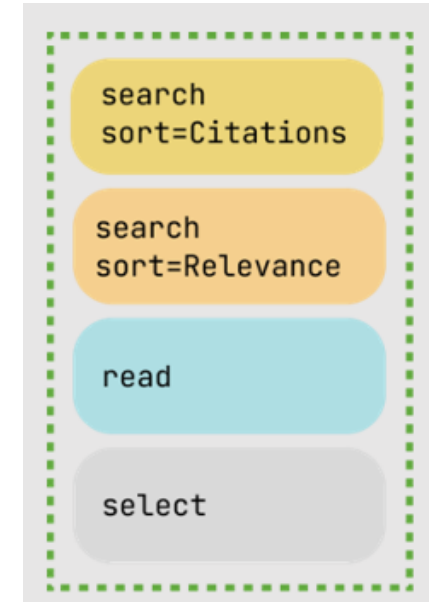 search
sort=Citations
search
sort=Relevance
read
select